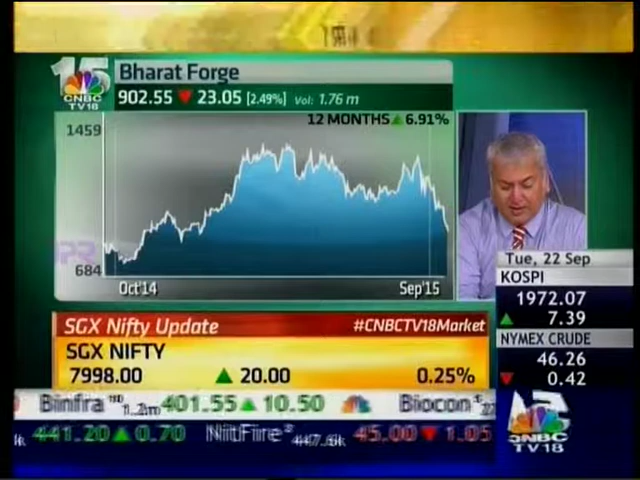 15
CNBC
TV18
Bharat Forge
902.55 ▼ 23.05 [2.49%] Vol: 1.76 m
12 MONTHS ▲ 6.91%
1459
684
Oct'14 Sep'15
Tue, 22 Sep
KOSPI
1972.07
▲ 7.39
NYMEX CRUDE
46.26
▼ 0.42
SGX Nifty Update #CNBCTV18Market
SGX NIFTY
7998.00 ▲ 20.00 0.25%
401.55 ▲ 10.50 Biocon
441.20 ▲ 0.70 45.00 ▼ 1.05
CNBC
TV18